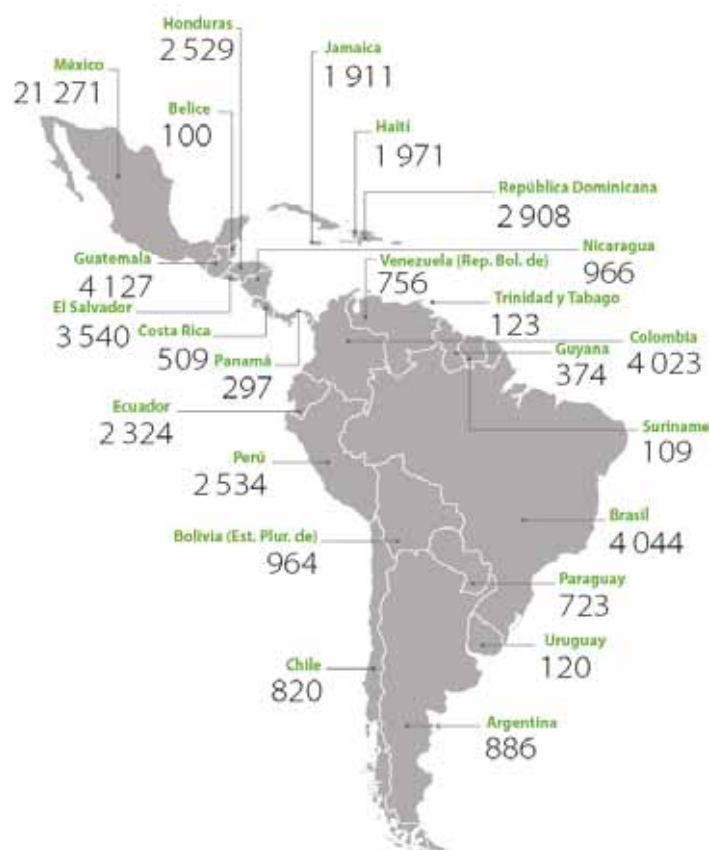 Honduras
2 529
México
21 271
Jamaica
1 911
Belice
100
Haití
1 971
República Dominicana
2 908
Guatemala
4 127
Nicaragua
966
Venezuela (Rep. Bol. de)
756
El Salvador
3 540
Trinidad y Tabago
123
Costa Rica
509
Panamá
297
Colombia
4 023
Guyana
374
Ecuador
2 324
Suriname
109
Perú
2 534
Brasil
4 044
Bolivia (Est. Plur. de)
964
Paraguay
723
Uruguay
120
Chile
820
Argentina
886